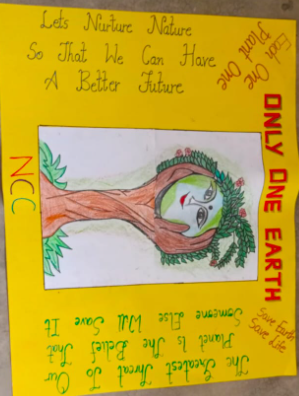 Let's Nurture Nature
So That We Can Have
A Better Future
Each One
Plant One
ONLY ONE EARTH
NCC
Save Earth
Save Life
The Greatest Threat To Our
Planet Is The Belief That
Someone Else Will Save It